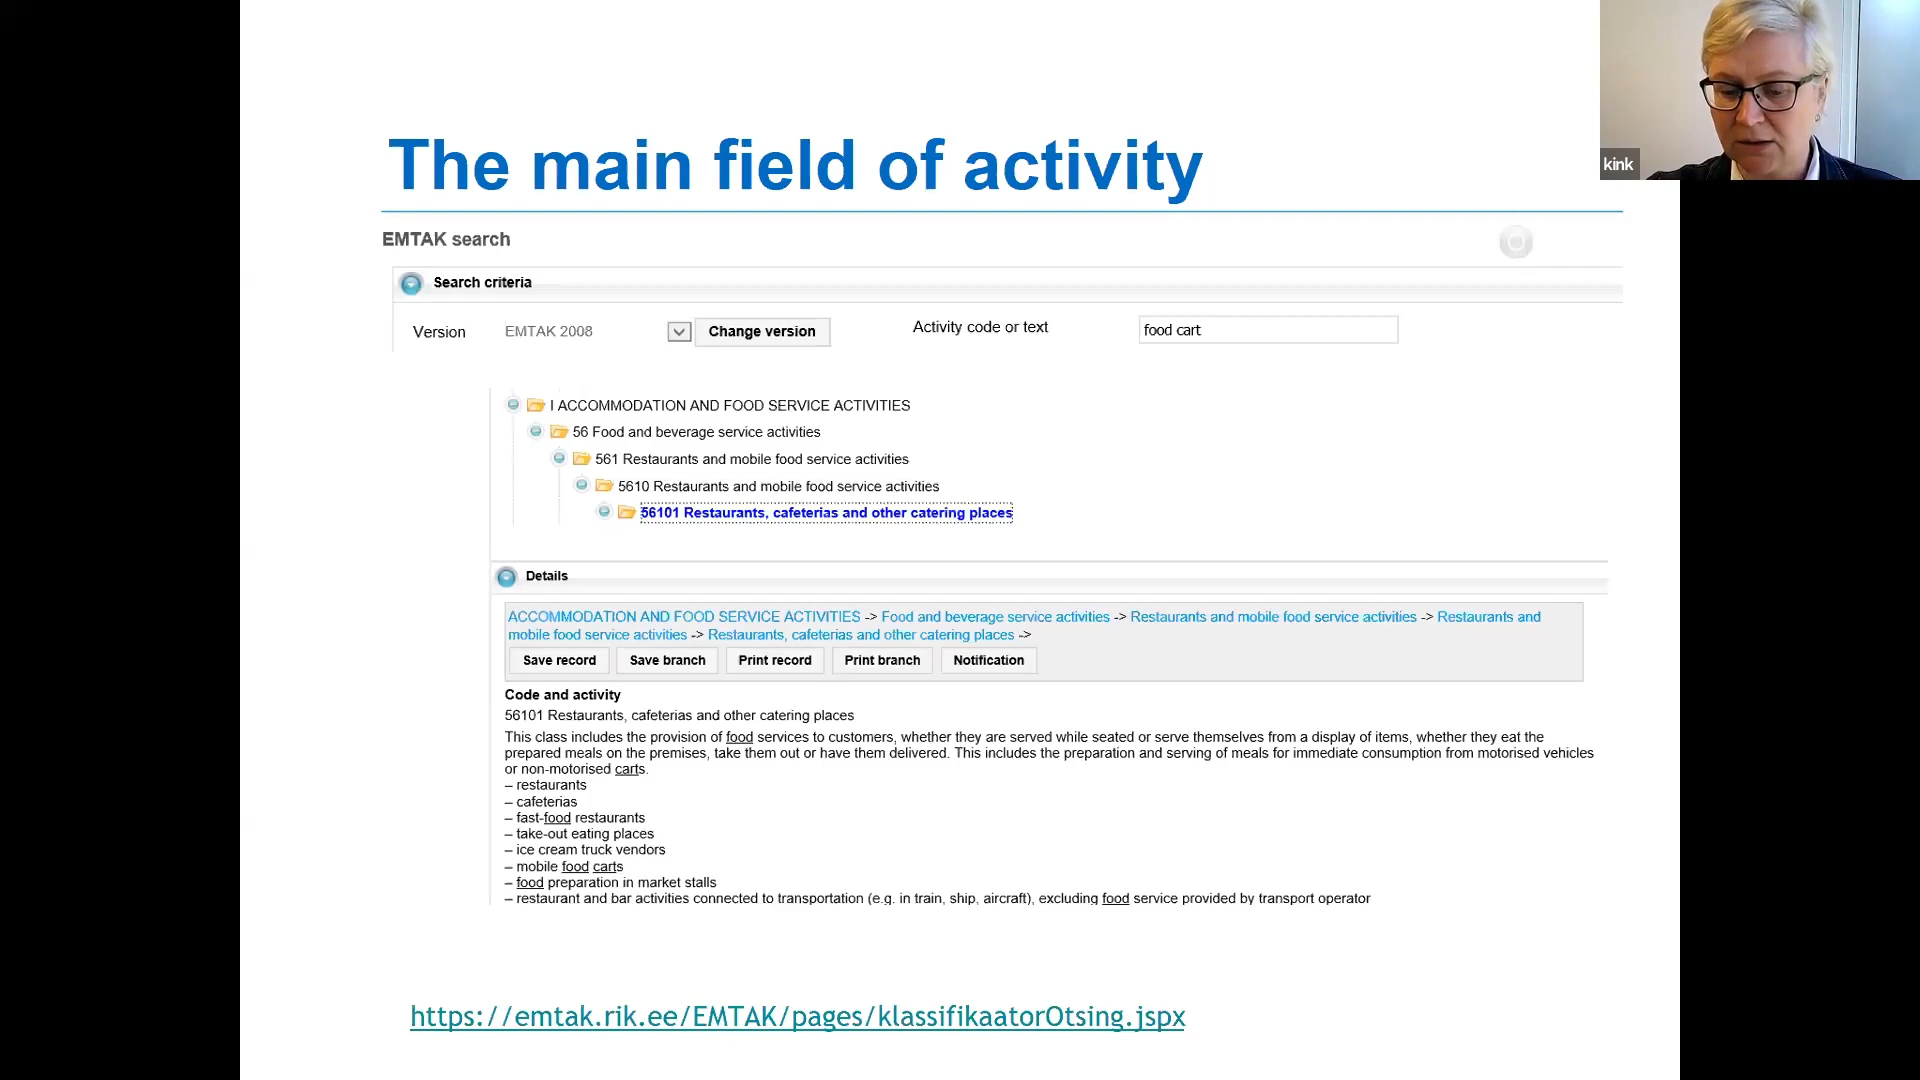 The main field of activity
kink
EMTAK search
Search criteria
Version EMTAK 2008 Change version Activity code or text food cart
I ACCOMMODATION AND FOOD SERVICE ACTIVITIES
56 Food and beverage service activities
561 Restaurants and mobile food service activities
5610 Restaurants and mobile food service activities
56101 Restaurants, cafeterias and other catering places
Details
ACCOMMODATION AND FOOD SERVICE ACTIVITIES -> Food and beverage service activities -> Restaurants and mobile food service activities -> Restaurants and
mobile food service activities -> Restaurants, cafeterias and other catering places ->
Save record Save branch Print record Print branch Notification
Code and activity
56101 Restaurants, cafeterias and other catering places
This class includes the provision of food services to customers, whether they are served while seated or serve themselves from a display of items, whether they eat the
prepared meals on the premises, take them out or have them delivered. This includes the preparation and serving of meals for immediate consumption from motorised vehicles
or non-motorised carts.
– restaurants
– cafeterias
– fast-food restaurants
– take-out eating places
– ice cream truck vendors
– mobile food carts
– food preparation in market stalls
– restaurant and bar activities connected to transportation (e.g. in train, ship, aircraft), excluding food service provided by transport operator
https://emtak.rik.ee/EMTAK/pages/klassifikaatorOtsing.jspx